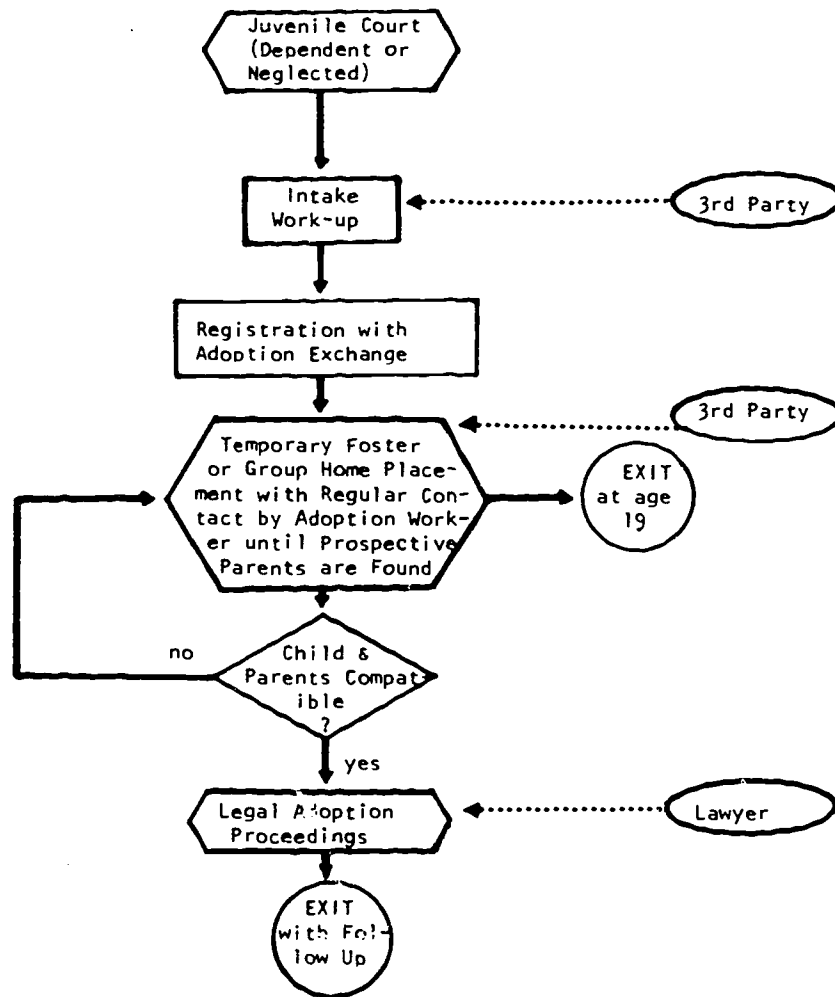 Juvenile Court
(Dependent or
Neglected)
Intake
Work-up
3rd Party
Registration with
Adoption Exchange
3rd Party
Temporary Foster
or Group Home Place-
ment with Regular Con-
tact by Adoption Work-
er until Prospective
Parents are Found
EXIT
at age
19
no
Child &
Parents Compat-
ible
?
yes
Legal Adoption
Proceedings
Lawyer
EXIT
with Fol-
low Up